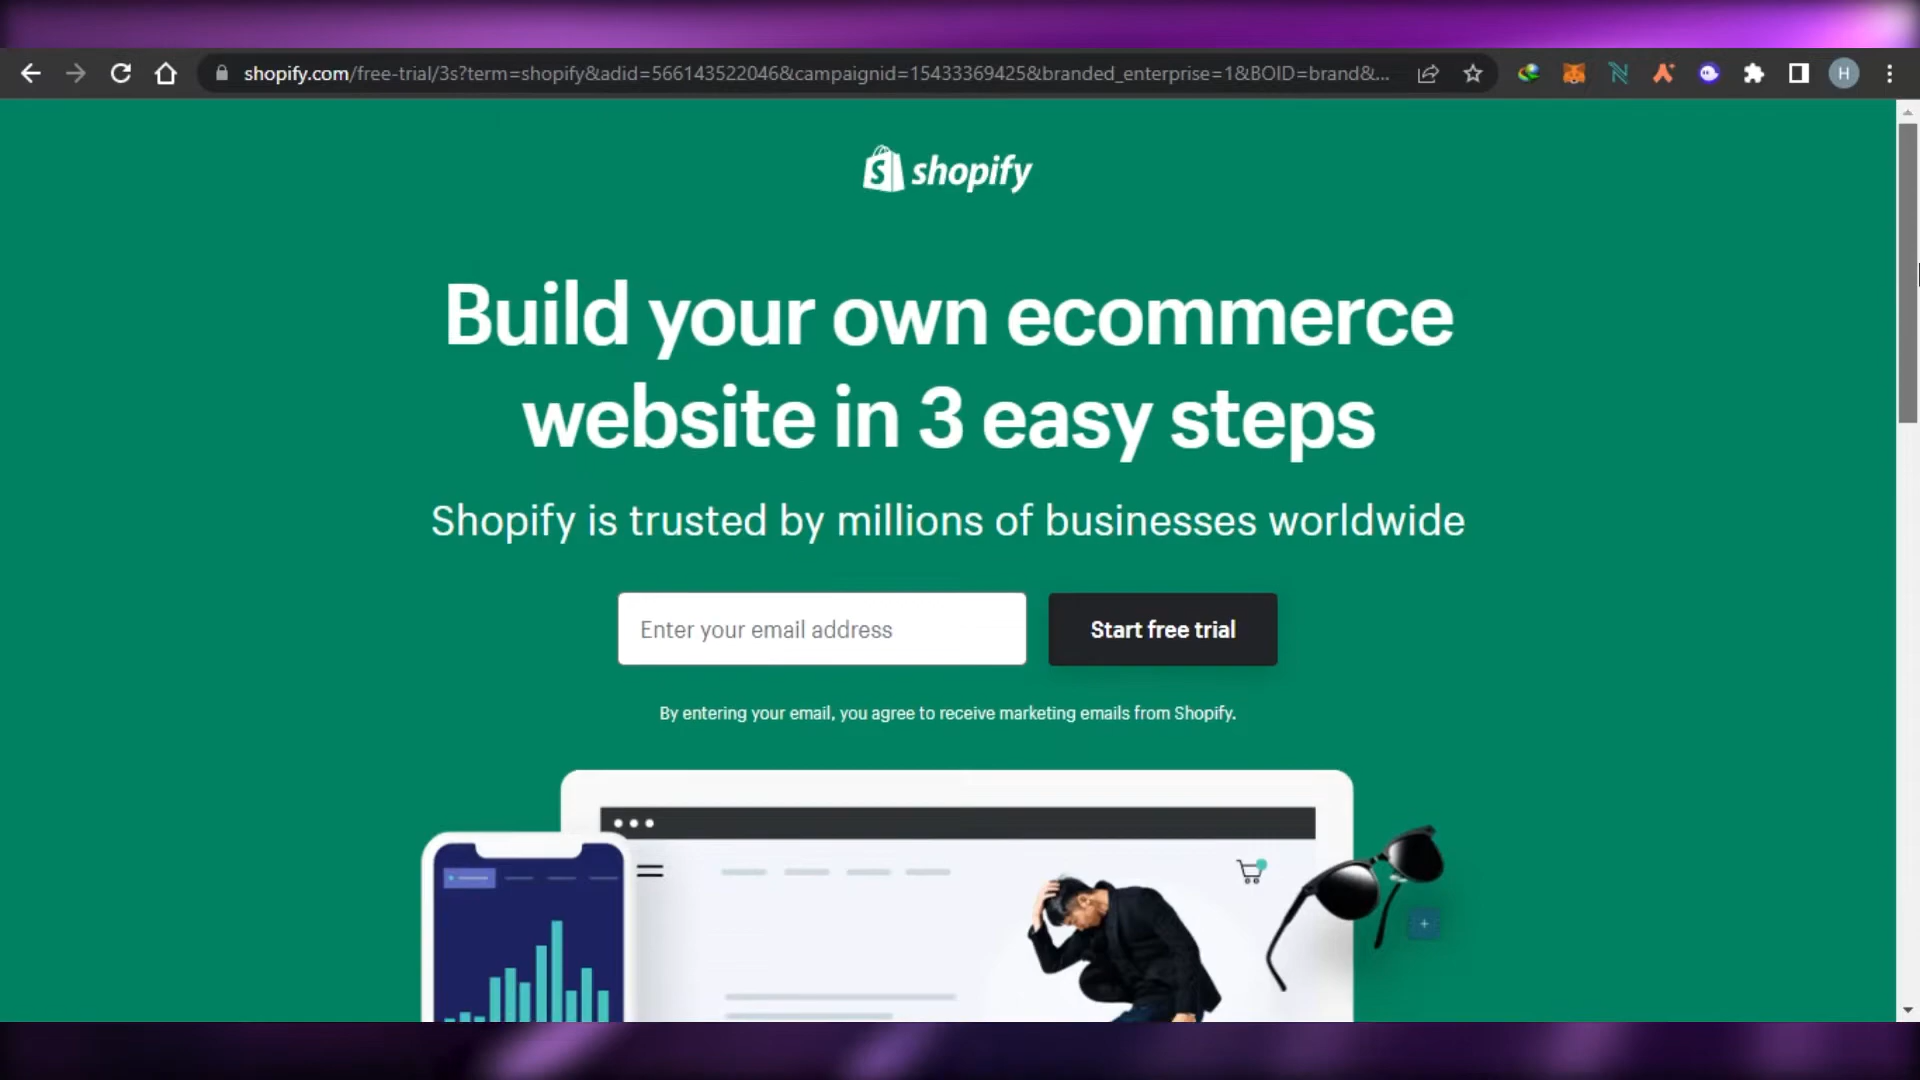 shopify.com/free-trial/3s?term=shopify&adid=566143522046&campaignid=15433369425&branded_enterprise=1&BOID=brand&...
H
shopify
Build your own ecommerce
website in 3 easy steps
Shopify is trusted by millions of businesses worldwide
Enter your email address
Start free trial
By entering your email, you agree to receive marketing emails from Shopify.